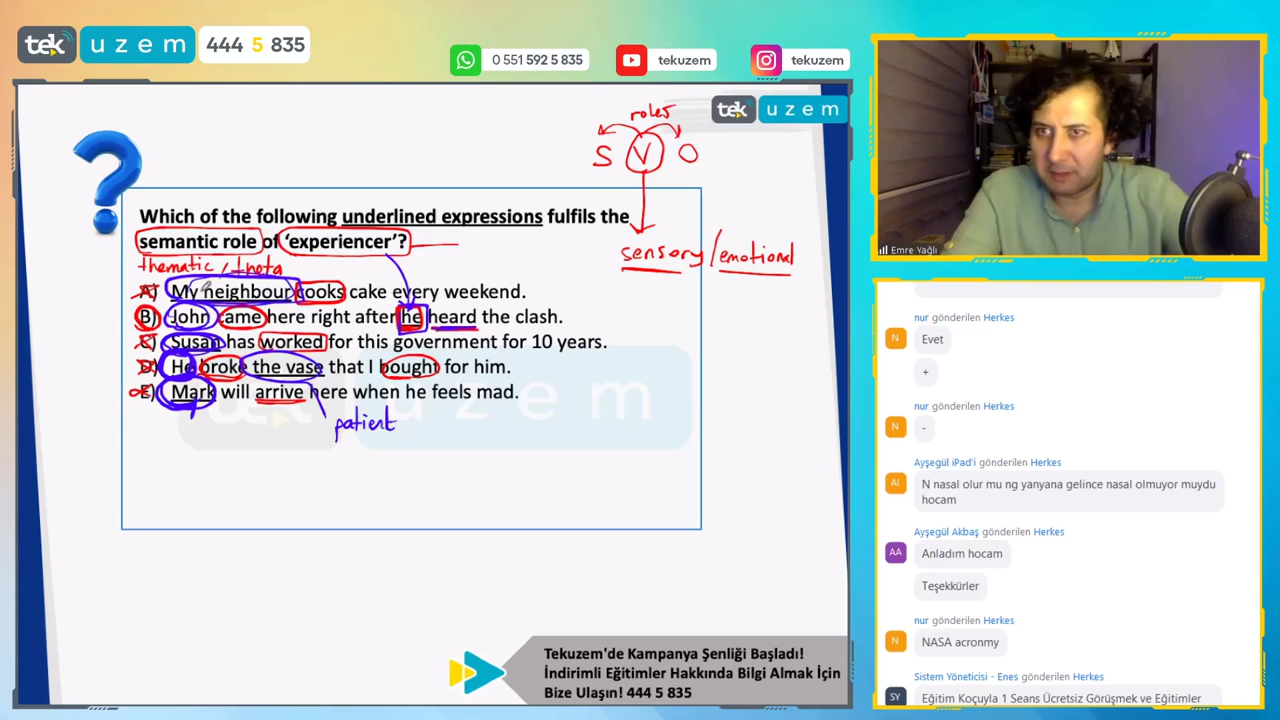 tek uzem 444 5 835
0 551 592 5 835
tekuzem
tekuzem
tek uzem
roles
S V O
Which of the following underlined expressions fulfils the
semantic role of ‘experiencer’?
sensory/emotional
thematic / theta
A) My neighbour cooks cake every weekend.
B) John came here right after he heard the clash.
C) Susan has worked for this government for 10 years.
D) He broke the vase that I bought for him.
E) Mark will arrive here when he feels mad.
patient
tek uzem
Tekuzem'de Kampanya Şenliği Başladı!
İndirimli Eğitimler Hakkında Bilgi Almak İçin
Bize Ulaşın! 444 5 835
Emre Yağlı
nur gönderilen Herkes
N
Evet
+
nur gönderilen Herkes
N
-
Ayşegül iPad'i gönderilen Herkes
Aİ
N nasal olur mu ng yanyana gelince nasal olmuyor muydu
hocam
Ayşegül Akbaş gönderilen Herkes
AA
Anladım hocam
Teşekkürler
nur gönderilen Herkes
N
NASA acronmy
Sistem Yöneticisi - Enes gönderilen Herkes
SY
Eğitim Koçuyla 1 Seans Ücretsiz Görüşmek ve Eğitimler